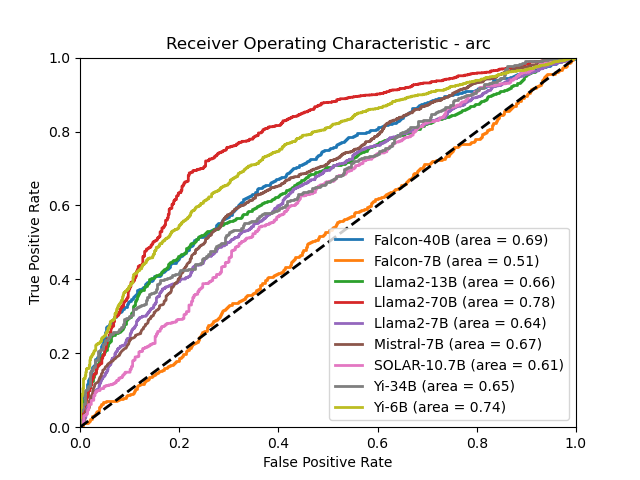 Receiver Operating Characteristic - arc
True Positive Rate
1.0
0.8
0.6
0.4
0.2
0.0
Falcon-40B (area = 0.69)
Falcon-7B (area = 0.51)
Llama2-13B (area = 0.66)
Llama2-70B (area = 0.78)
Llama2-7B (area = 0.64)
Mistral-7B (area = 0.67)
SOLAR-10.7B (area = 0.61)
Yi-34B (area = 0.65)
Yi-6B (area = 0.74)
0.0 0.2 0.4 0.6 0.8 1.0
False Positive Rate